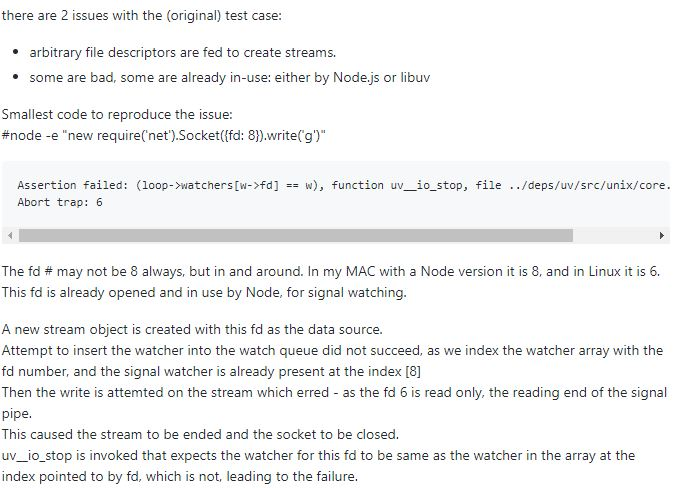 there are 2 issues with the (original) test case:
arbitrary file descriptors are fed to create streams.
some are bad, some are already in-use: either by Node.js or libuv
Smallest code to reproduce the issue:
#node -e "new require('net').Socket({fd: 8}).write('g')"
Assertion failed: (loop->watchers[w->fd] == w), function uv__io_stop, file ../deps/uv/src/unix/core.
Abort trap: 6
The fd # may not be 8 always, but in and around. In my MAC with a Node version it is 8, and in Linux it is 6.
This fd is already opened and in use by Node, for signal watching.
A new stream object is created with this fd as the data source.
Attempt to insert the watcher into the watch queue did not succeed, as we index the watcher array with the
fd number, and the signal watcher is already present at the index [8]
Then the write is attemted on the stream which erred - as the fd 6 is read only, the reading end of the signal
pipe.
This caused the stream to be ended and the socket to be closed.
uv__io_stop is invoked that expects the watcher for this fd to be same as the watcher in the array at the
index pointed to by fd, which is not, leading to the failure.